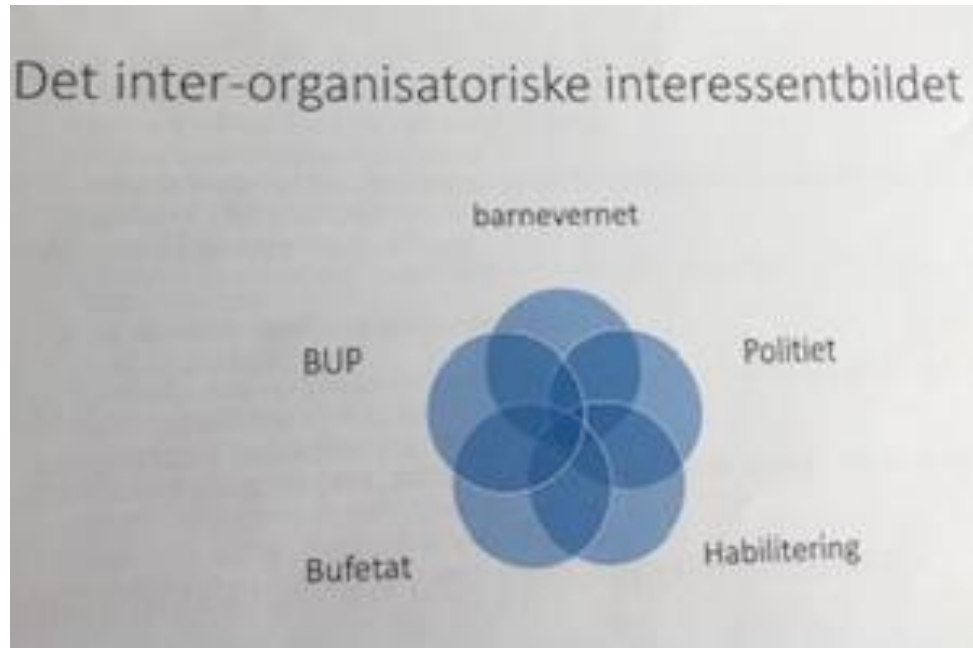 Det inter-organisatoriske interessentbildet
barnevernet
BUP
Politiet
Bufetat
Habilitering